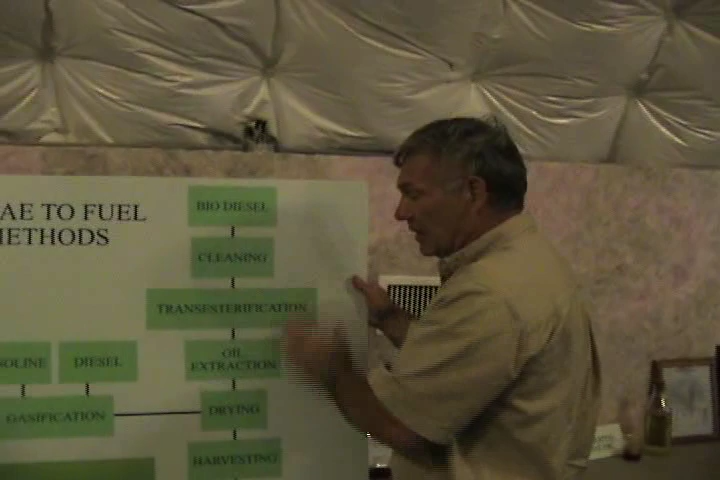 AE TO FUEL
METHODS
BIO DIESEL
CLEANING
TRANSESTERIFICATION
OIL
EXTRACTION
OLINE
DIESEL
GASIFICATION
DRYING
HARVESTING